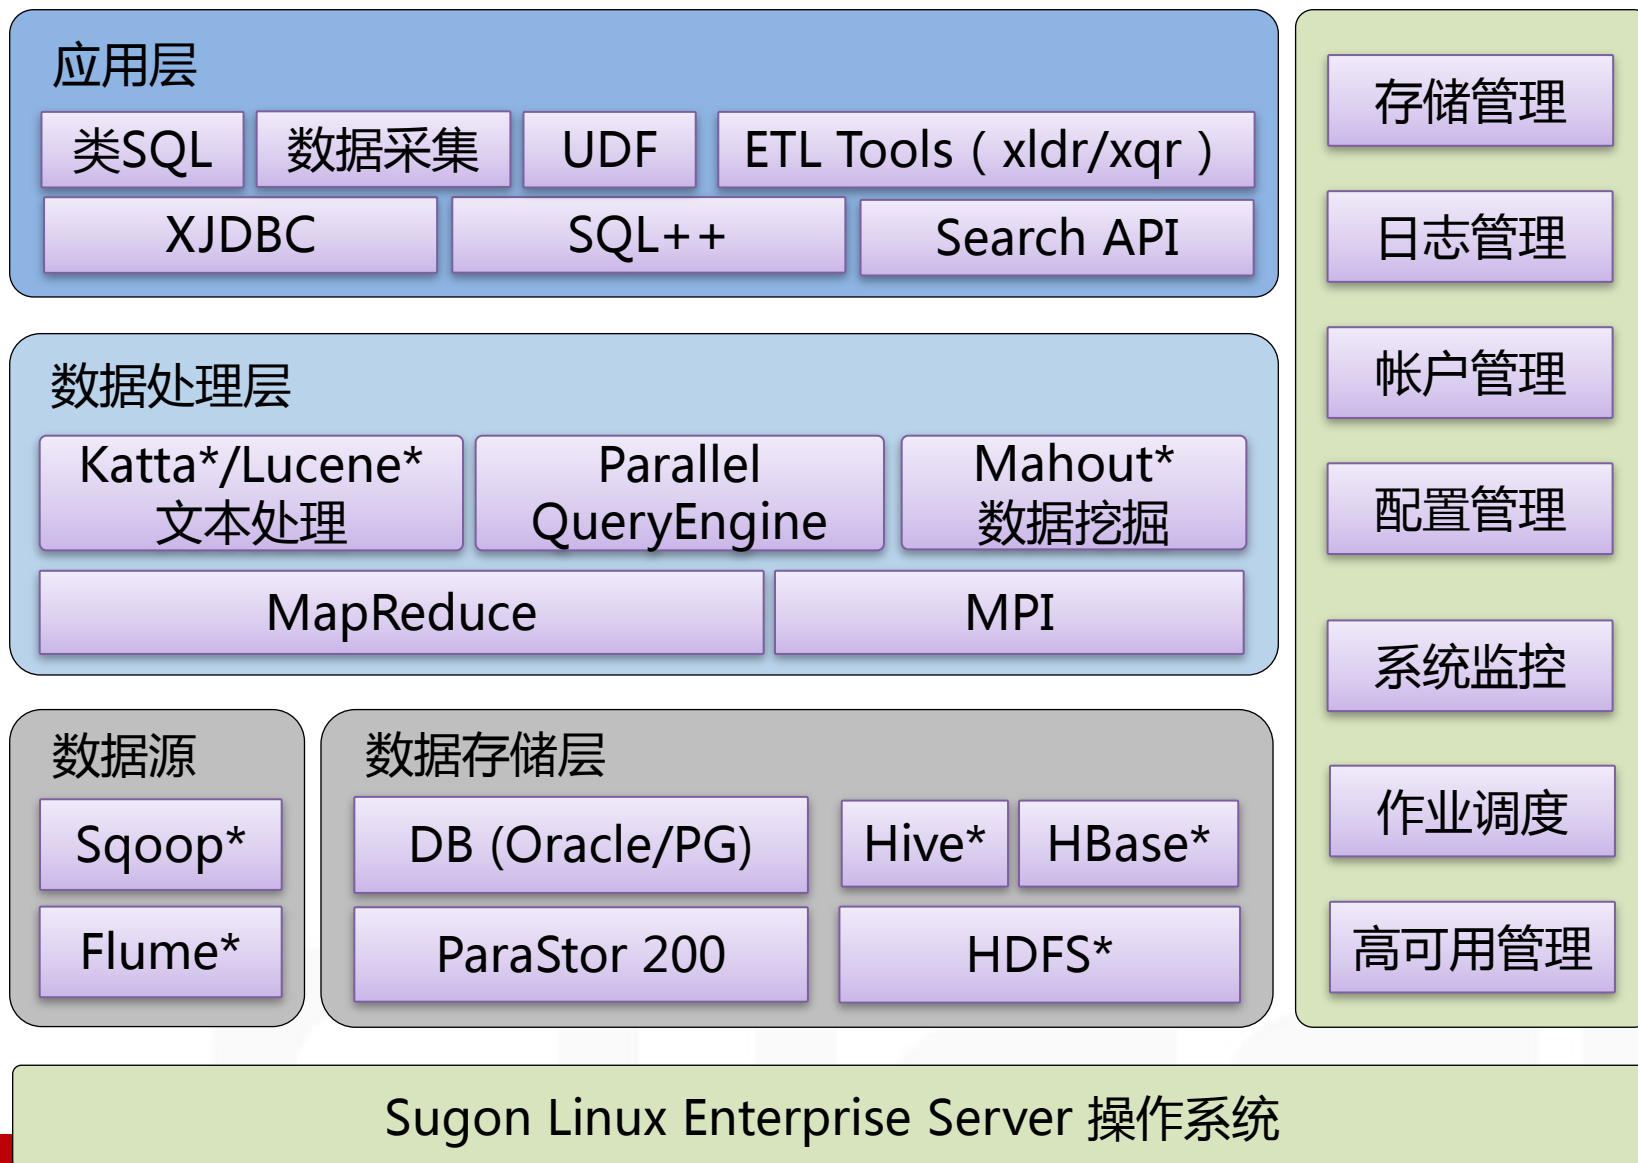 应用层
类SQL
数据采集
UDF
ETL Tools（xldr/xqr）
XJDBC
SQL++
Search API
数据处理层
Katta*/Lucene*
文本处理
Parallel
QueryEngine
Mahout*
数据挖掘
MapReduce
MPI
数据源
Sqoop*
Flume*
数据存储层
DB (Oracle/PG)
Hive*
HBase*
ParaStor 200
HDFS*
存储管理
日志管理
帐户管理
配置管理
系统监控
作业调度
高可用管理
Sugon Linux Enterprise Server 操作系统